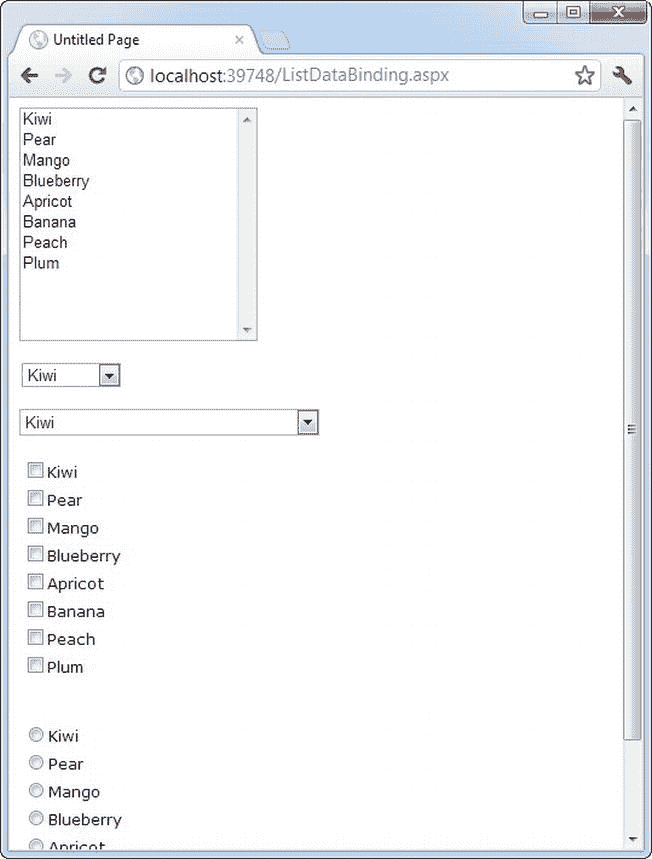 Untitled Page
localhost:39748/ListDataBinding.aspx
Kiwi
Pear
Mango
Blueberry
Apricot
Banana
Peach
Plum
Kiwi
Kiwi
Kiwi
Pear
Mango
Blueberry
Apricot
Banana
Peach
Plum
Kiwi
Pear
Mango
Blueberry
Apricot